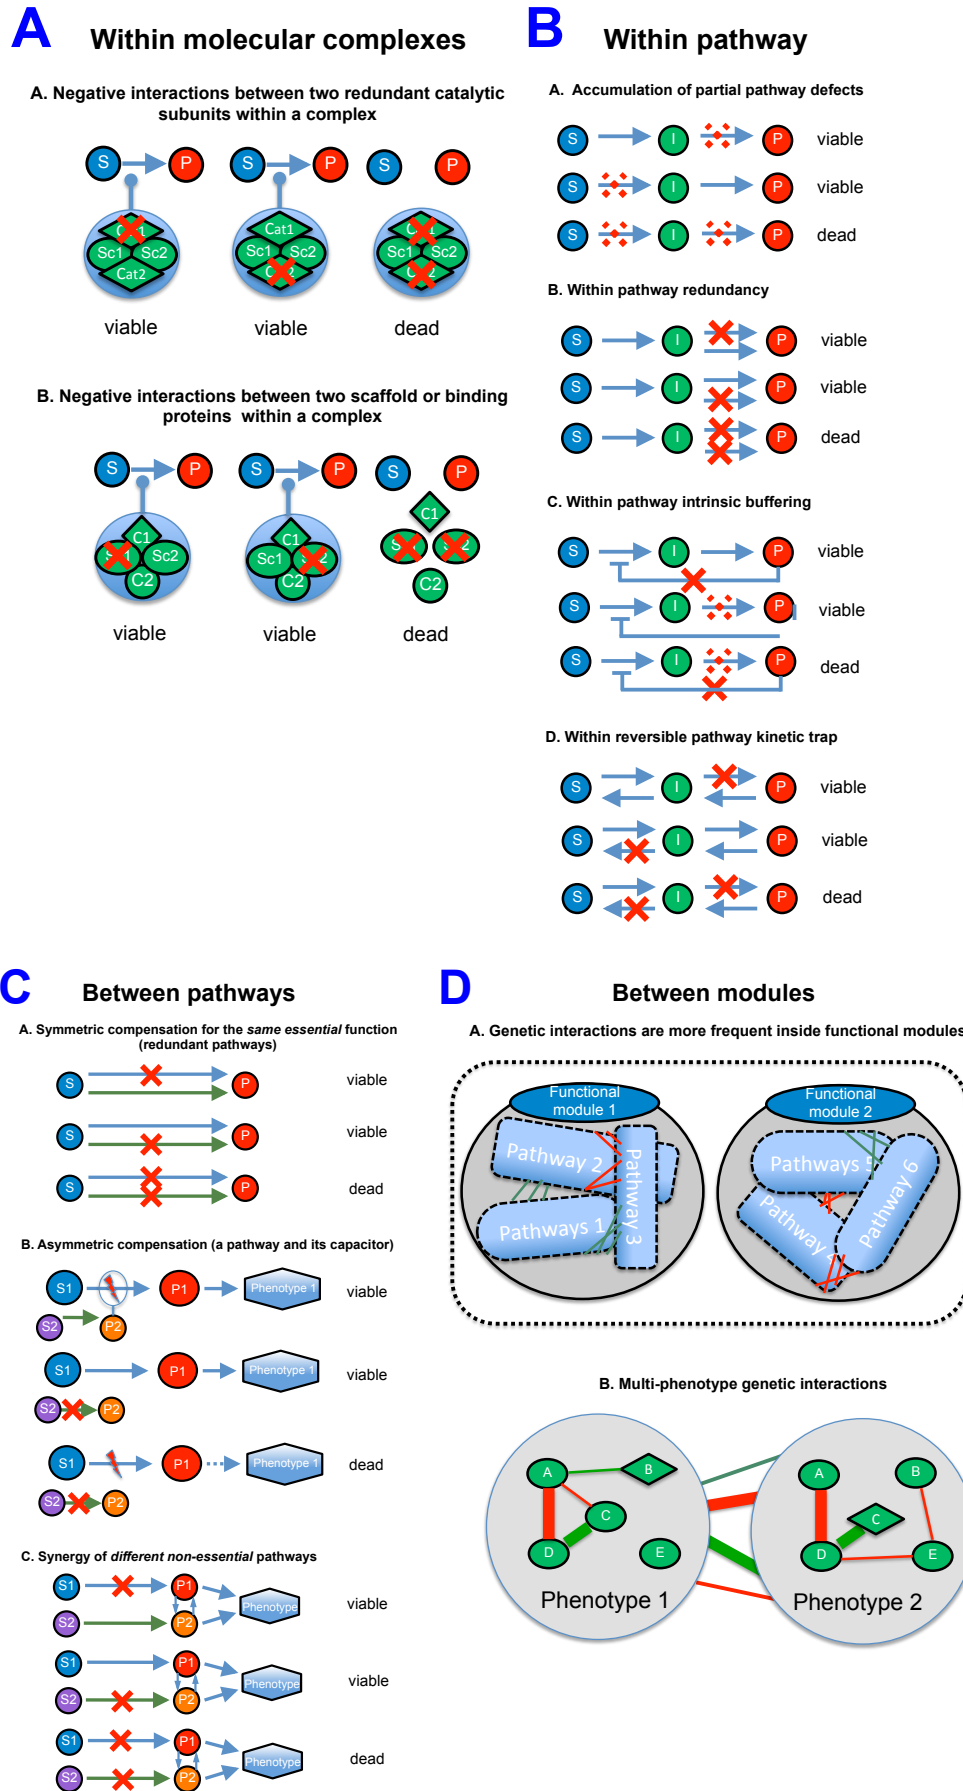 A Within molecular complexes
A. Negative interactions between two redundant catalytic
subunits within a complex
S P S P S P
Cat1
Sc1 Sc2 Sc1 Sc2 Sc1 Sc2
Cat2
viable viable dead
B. Negative interactions between two scaffold or binding
proteins within a complex
S P S P S P
C1 C1 C1
Sc2 Sc1
C2 C2 C2
viable viable dead
B Within pathway
A. Accumulation of partial pathway defects
S I P viable
S I P viable
S I P dead
B. Within pathway redundancy
S I P viable
S I P viable
S I P dead
C. Within pathway intrinsic buffering
S I P viable
S I P viable
S I P dead
D. Within reversible pathway kinetic trap
S I P viable
S I P viable
S I P dead
C Between pathways
A. Symmetric compensation for the same essential function
(redundant pathways)
S P viable
S P viable
S P dead
B. Asymmetric compensation (a pathway and its capacitor)
S1 P1 Phenotype 1 viable
S2 P2
S1 P1 Phenotype 1 viable
S2 P2
S1 P1 Phenotype 1 dead
S2 P2
C. Synergy of different non-essential pathways
S1 P1
Phenotype viable
S2 P2
S1 P1
Phenotype viable
S2 P2
S1 P1
Phenotype dead
S2 P2
D Between modules
A. Genetic interactions are more frequent inside functional modules
Functional
module 1
Pathway 2
Pathways 1
Pathway 3
Functional
module 2
Pathways 5
Pathway
Pathway 6
B. Multi-phenotype genetic interactions
A B
C
D E
Phenotype 1
A B
C
D E
Phenotype 2